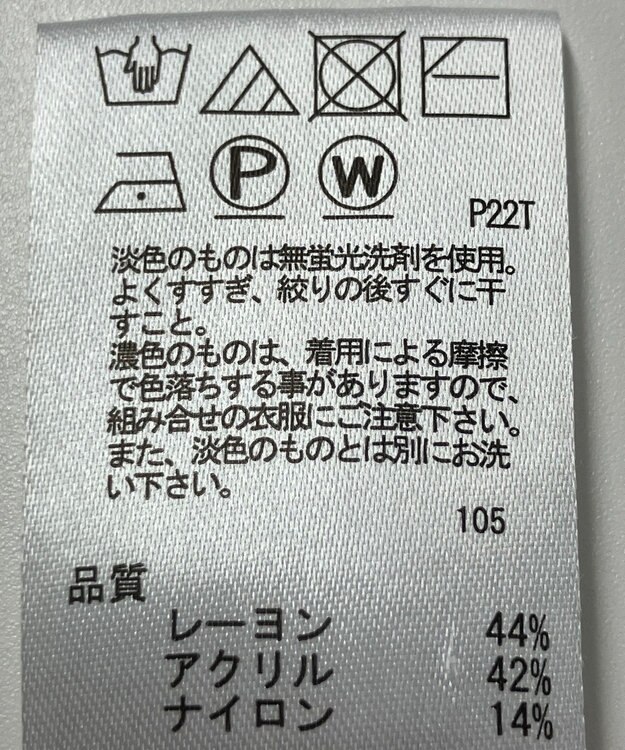 P W
P22T
淡色のものは無蛍光洗剤を使用。
よくすすぎ、絞りの後すぐに干
すこと。
濃色のものは、着用による摩擦
で色落ちする事がありますので、
組み合せの衣服にご注意下さい。
また、淡色のものとは別にお洗
い下さい。
105
品質
レーヨン 44%
アクリル 42%
ナイロン 14%